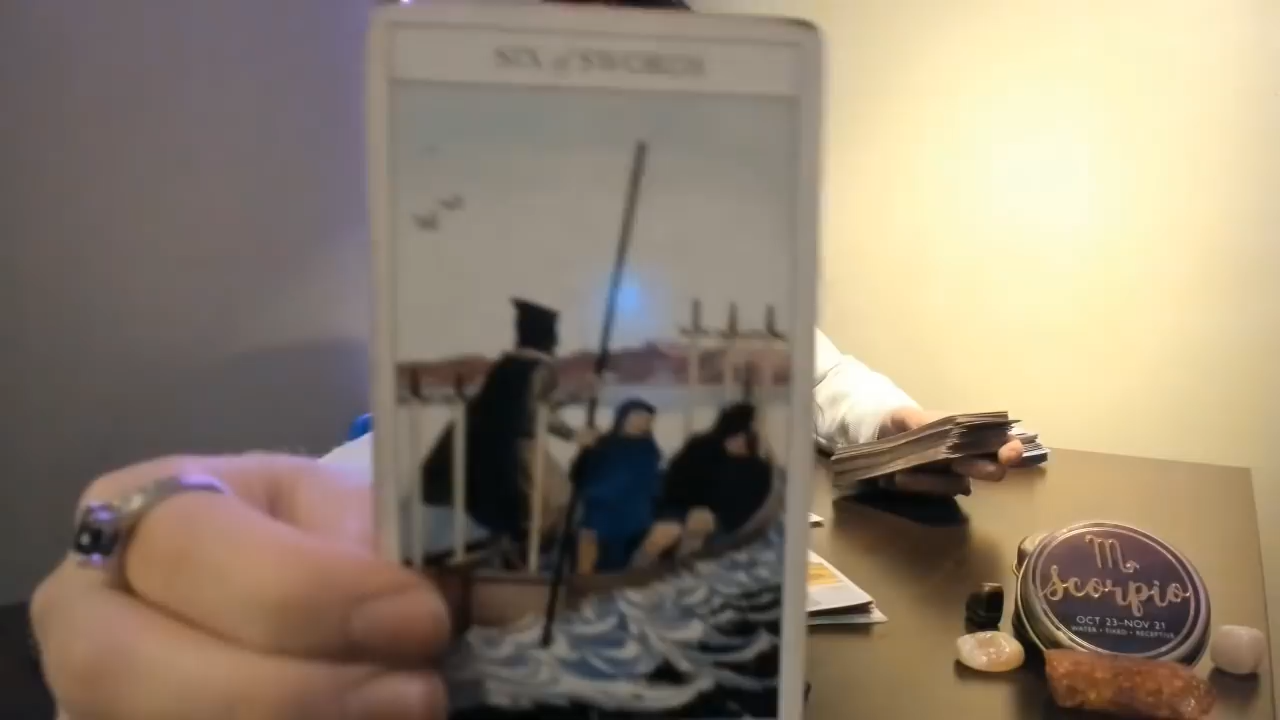 SIX of SWORDS
scorpio
OCT 23-NOV 21
WATER • FIXED • RECEPTIVE